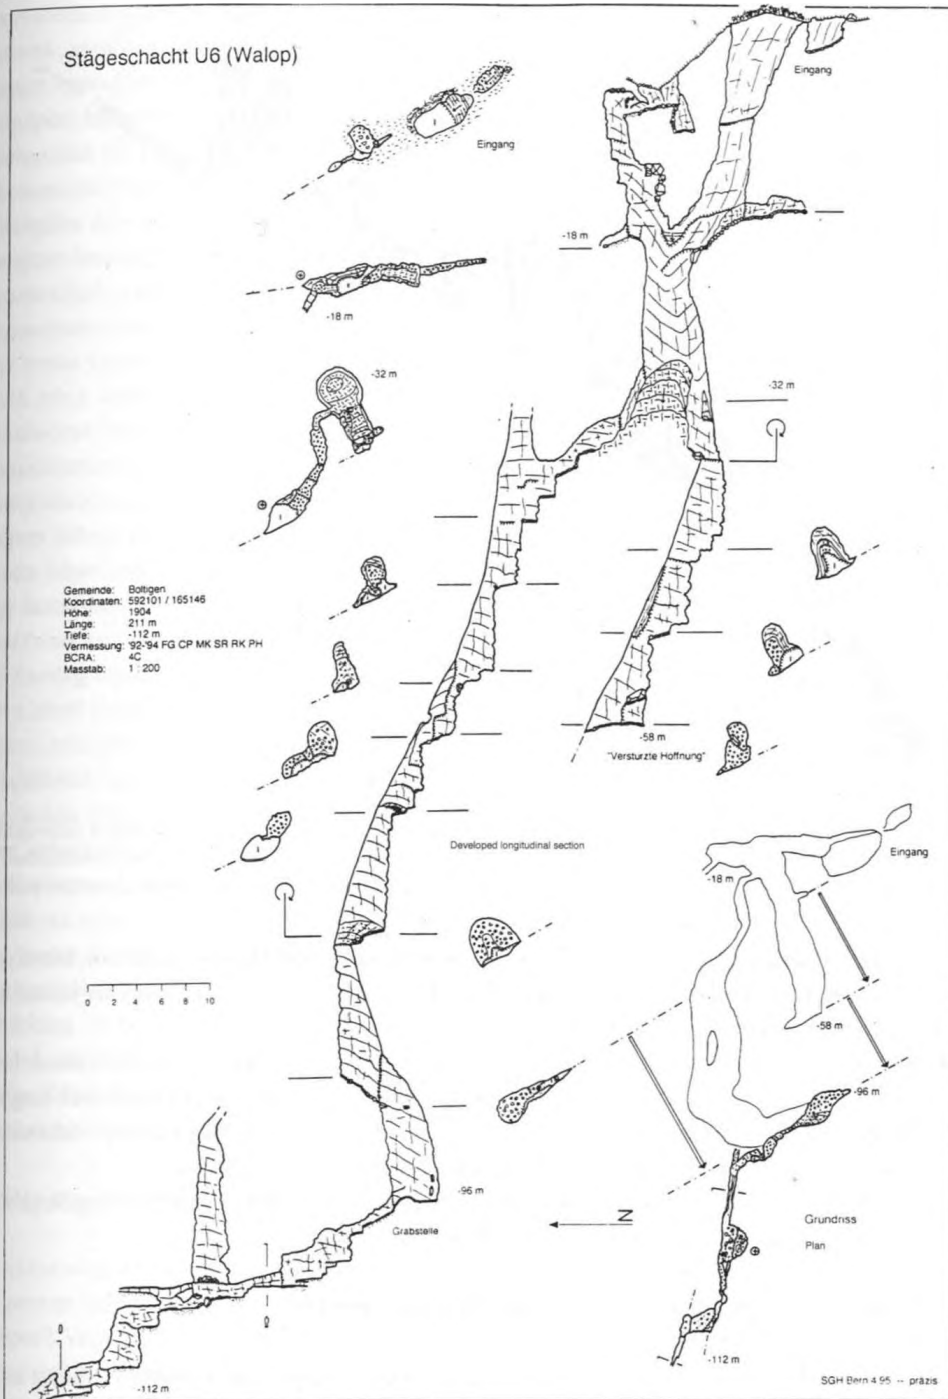 Stägeschacht U6 (Walop)
Eingang
Eingang
-18 m
-18 m
-32 m
-32 m
Gemeinde: Boltigen
Koordinaten: 592101 / 165146
Höhe: 1904
Länge: 211 m
Tiefe: -112 m
Vermessung: '92-'94 FG CP MK SR RK PH
BCRA: 4C
Masstab: 1 : 200
-58 m
"Versturzte Hoffnung"
Developed longitudinal section
Eingang
-18 m
0 2 4 6 8 10
-58 m
-96 m
-96 m
Grabstelle
N
Grundriss
Plan
-112 m
-112 m
SGH Bern 4.95 -- präzis